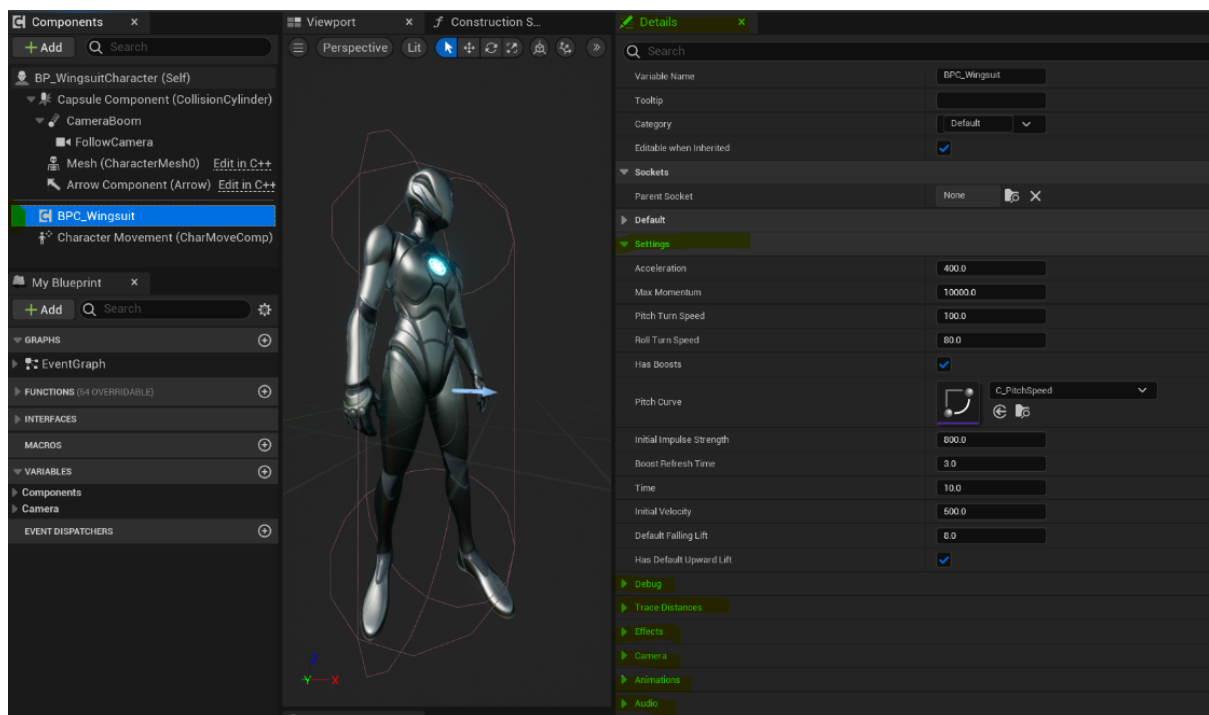 Components
+ Add
Search
BP_WingsuitCharacter (Self)
Capsule Component (CollisionCylinder)
CameraBoom
FollowCamera
Mesh (CharacterMesh0) Edit in C++
Arrow Component (Arrow) Edit in C++
BPC_Wingsuit
Character Movement (CharMoveComp)
My Blueprint
+ Add
Search
GRAPHS
EventGraph
FUNCTIONS (54 OVERRIDABLE)
INTERFACES
MACROS
VARIABLES
Components
Camera
EVENT DISPATCHERS
Viewport
Construction S...
Perspective
Lit
Z
Y
X
Details
Search
Variable Name BPC_Wingsuit
Tooltip
Category Default
Editable when Inherited
Sockets
Parent Socket None
Default
Settings
Acceleration 400.0
Max Momentum 10000.0
Pitch Turn Speed 100.0
Roll Turn Speed 80.0
Has Boosts
Pitch Curve C_PitchSpeed
Initial Impulse Strength 800.0
Boost Refresh Time 3.0
Time 10.0
Initial Velocity 500.0
Default Falling Lift 8.0
Has Default Upward Lift
Debug
Trace Distances
Effects
Camera
Animations
Audio